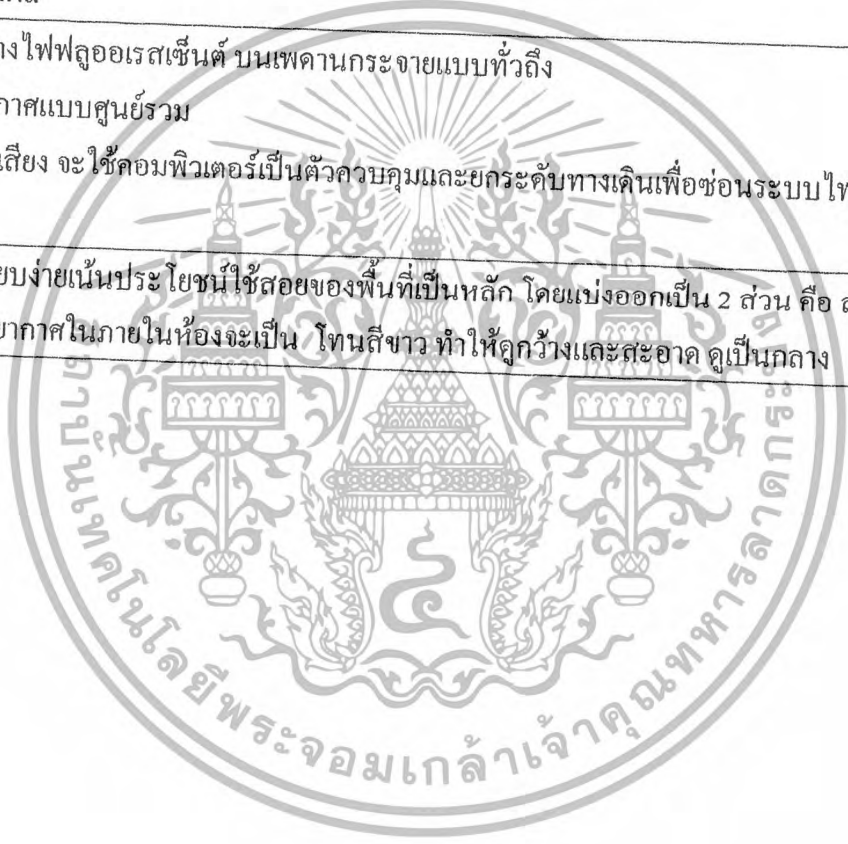 างไฟฟลูออเรสเซ็นต์ บนเพดานกระจายแบบทั่วถึง
กาศแบบศูนย์รวม
เสียง จะใช้คอมพิวเตอร์เป็นตัวควบคุมและยกระดับทางเดินเพื่อซ่อนระบบไฟ
ยบง่ายเน้นประโยชน์ใช้สอยของพื้นที่เป็นหลัก โดยแบ่งออกเป็น 2 ส่วน คือ ส
ยากาศในภายในห้องจะเป็น โทนสีขาว ทำให้ดูกว้างและสะอาด ดูเป็นกลาง
สถาบันเทคโนโลยีพระจอมเกล้าเจ้าคุณทหารลาดกระบัง